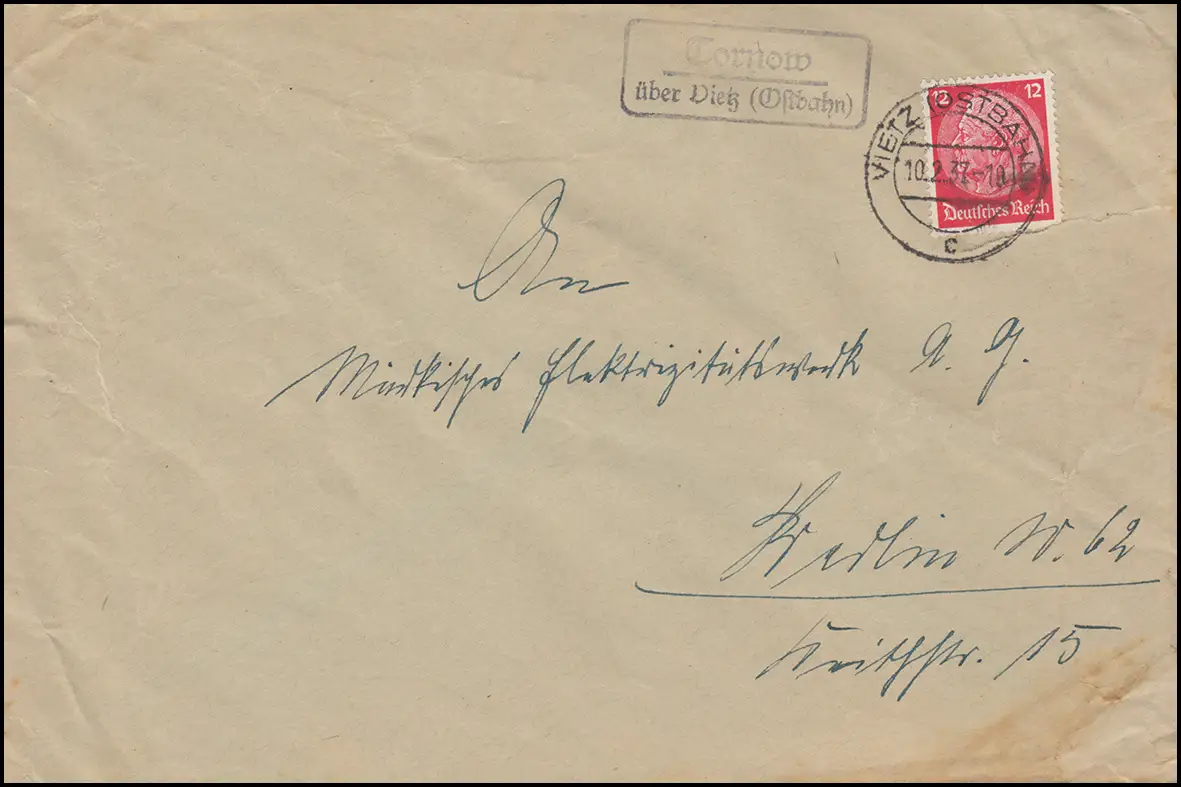 Tornow
über Vietz (Ostbahn)
12 12
VIETZ (OSTBAHN)
10.2.37.-10
Deutsches Reich
c
An
Märkisches Elektrizitätswerk A. G.
Berlin W. 62
Keithstr. 15